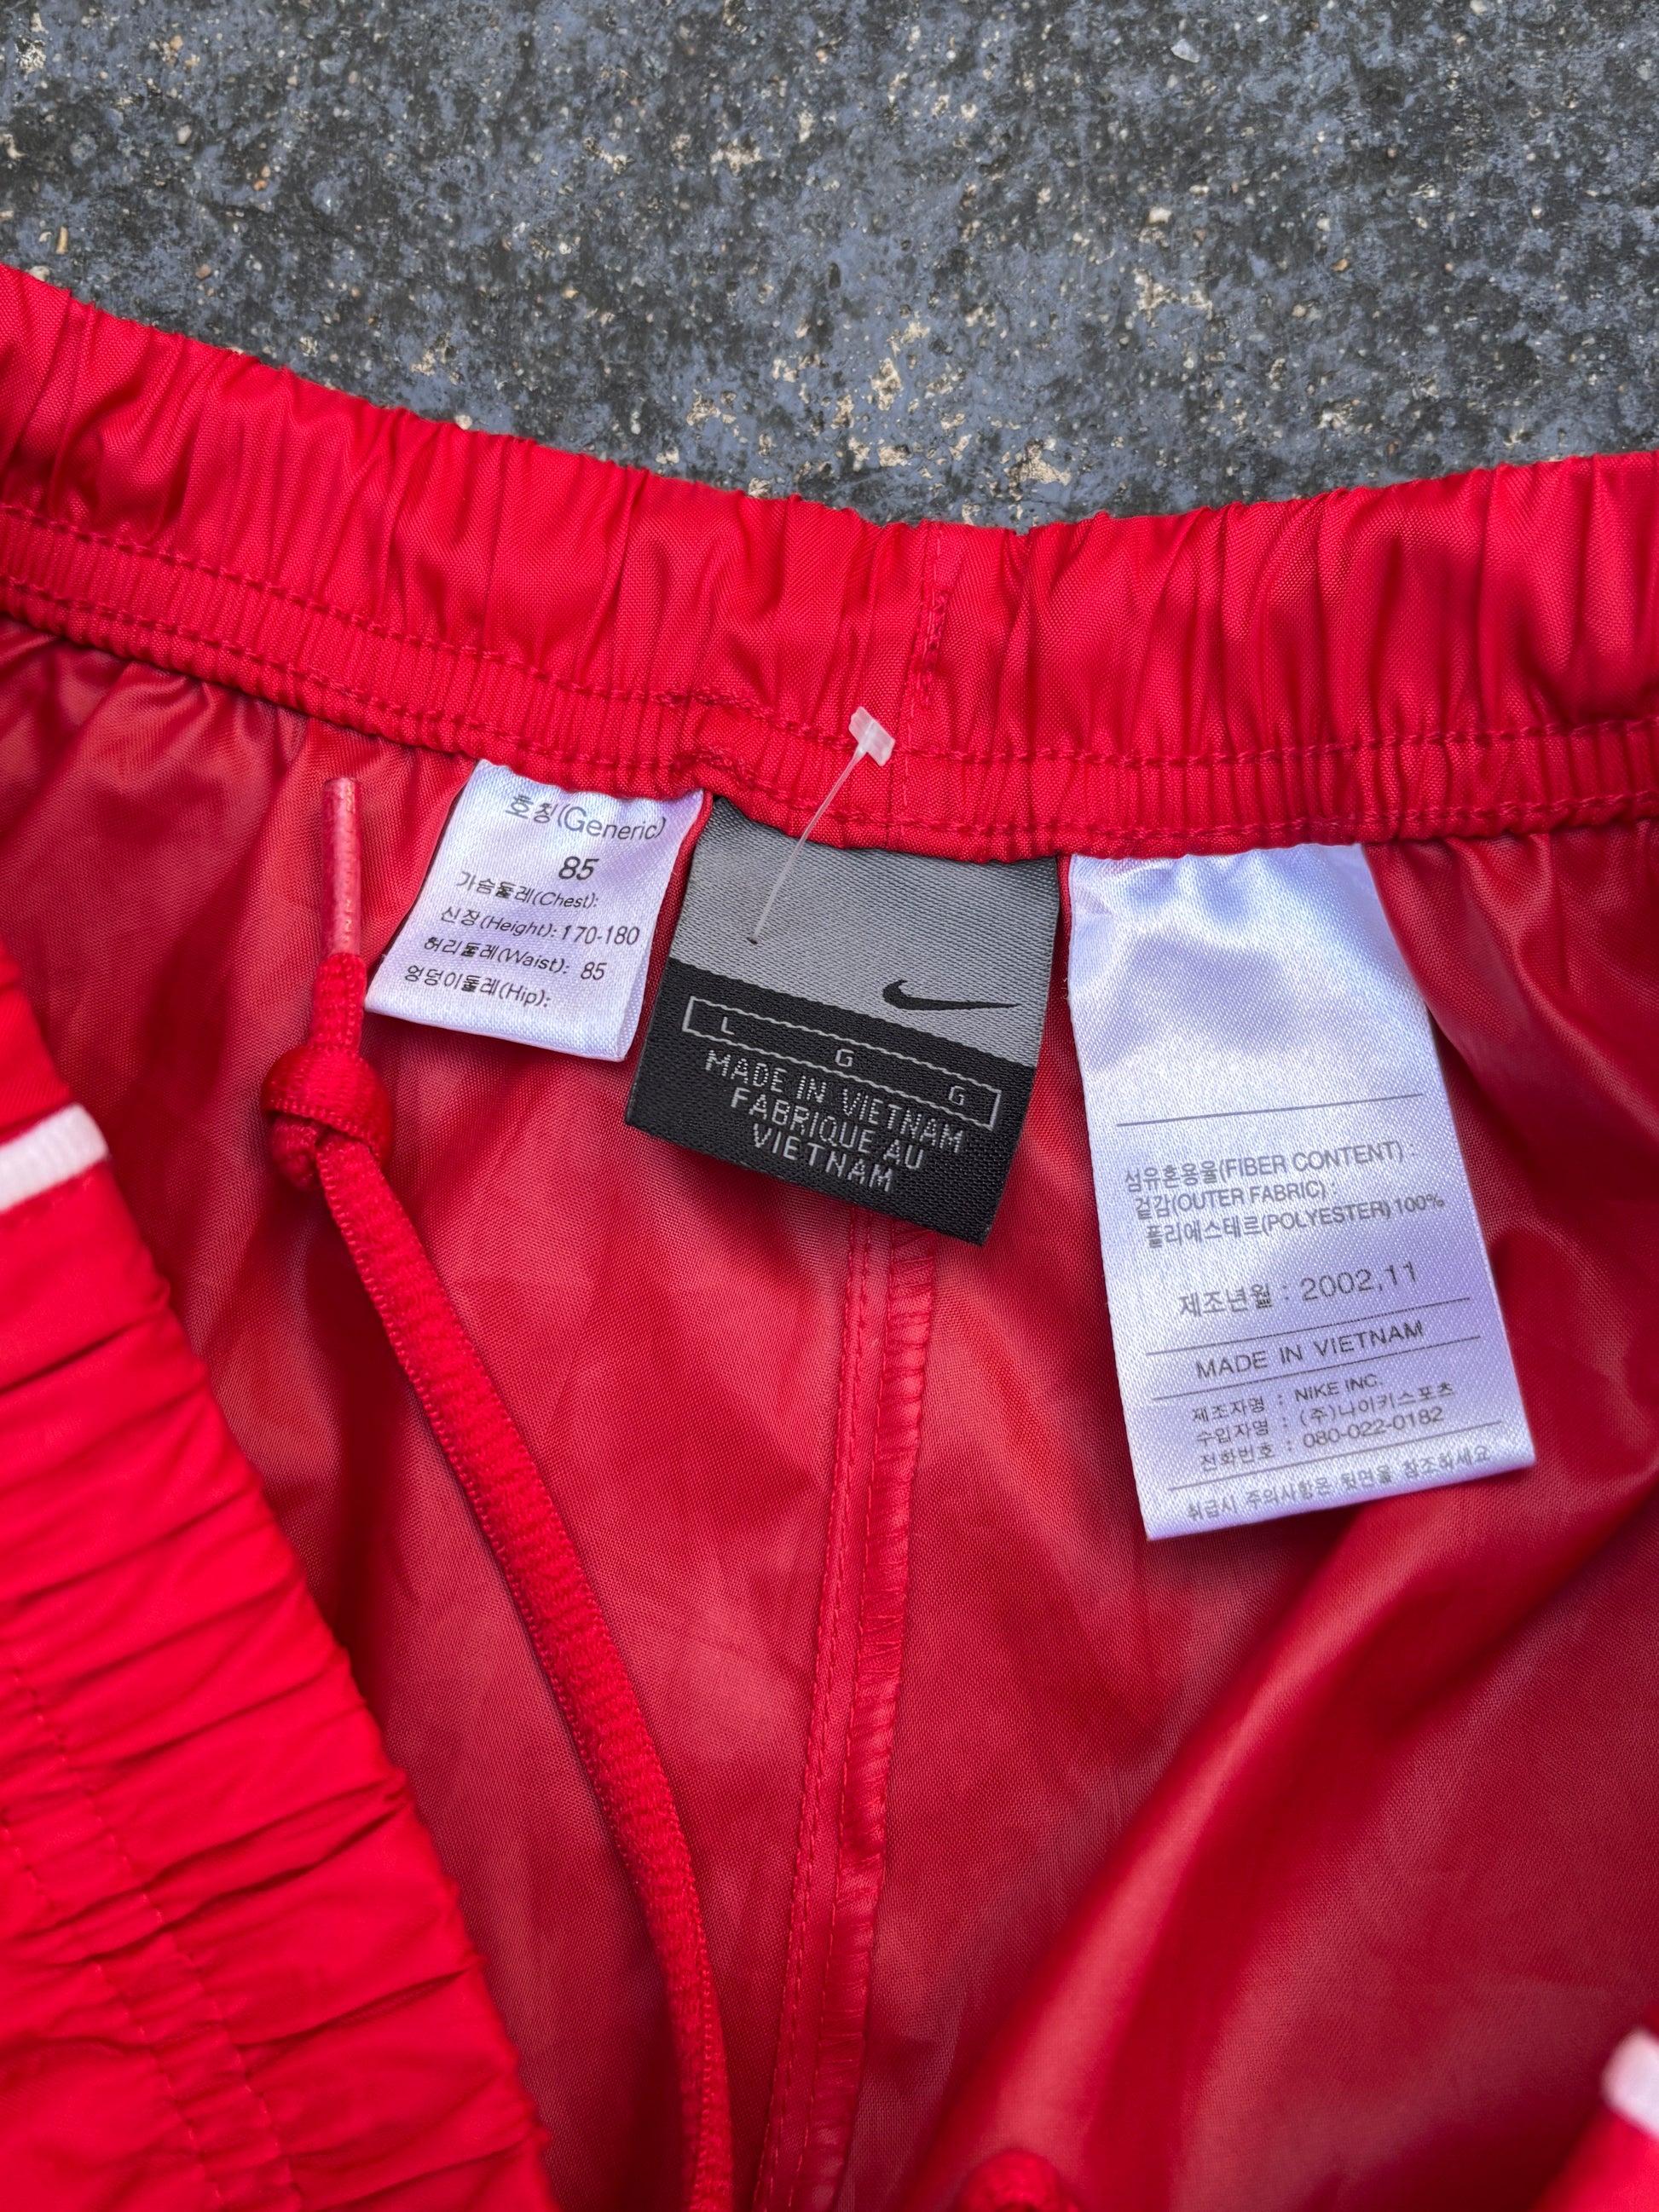 호칭(Generic)
85
가슴둘레(Chest):
신장(Height): 170-180
허리둘레(Waist): 85
엉덩이둘레(Hip):
L G G
MADE IN VIETNAM
FABRIQUE AU
VIETNAM
섬유혼용율(FIBER CONTENT) :
겉감(OUTER FABRIC) :
폴리에스테르(POLYESTER) 100%
제조년월 : 2002,11
MADE IN VIETNAM
제조자명 : NIKE INC.
수입자명 : (주)나이키스포츠
전화번호 : 080-022-0182
취급시 주의사항은 뒷면을 참조하세요